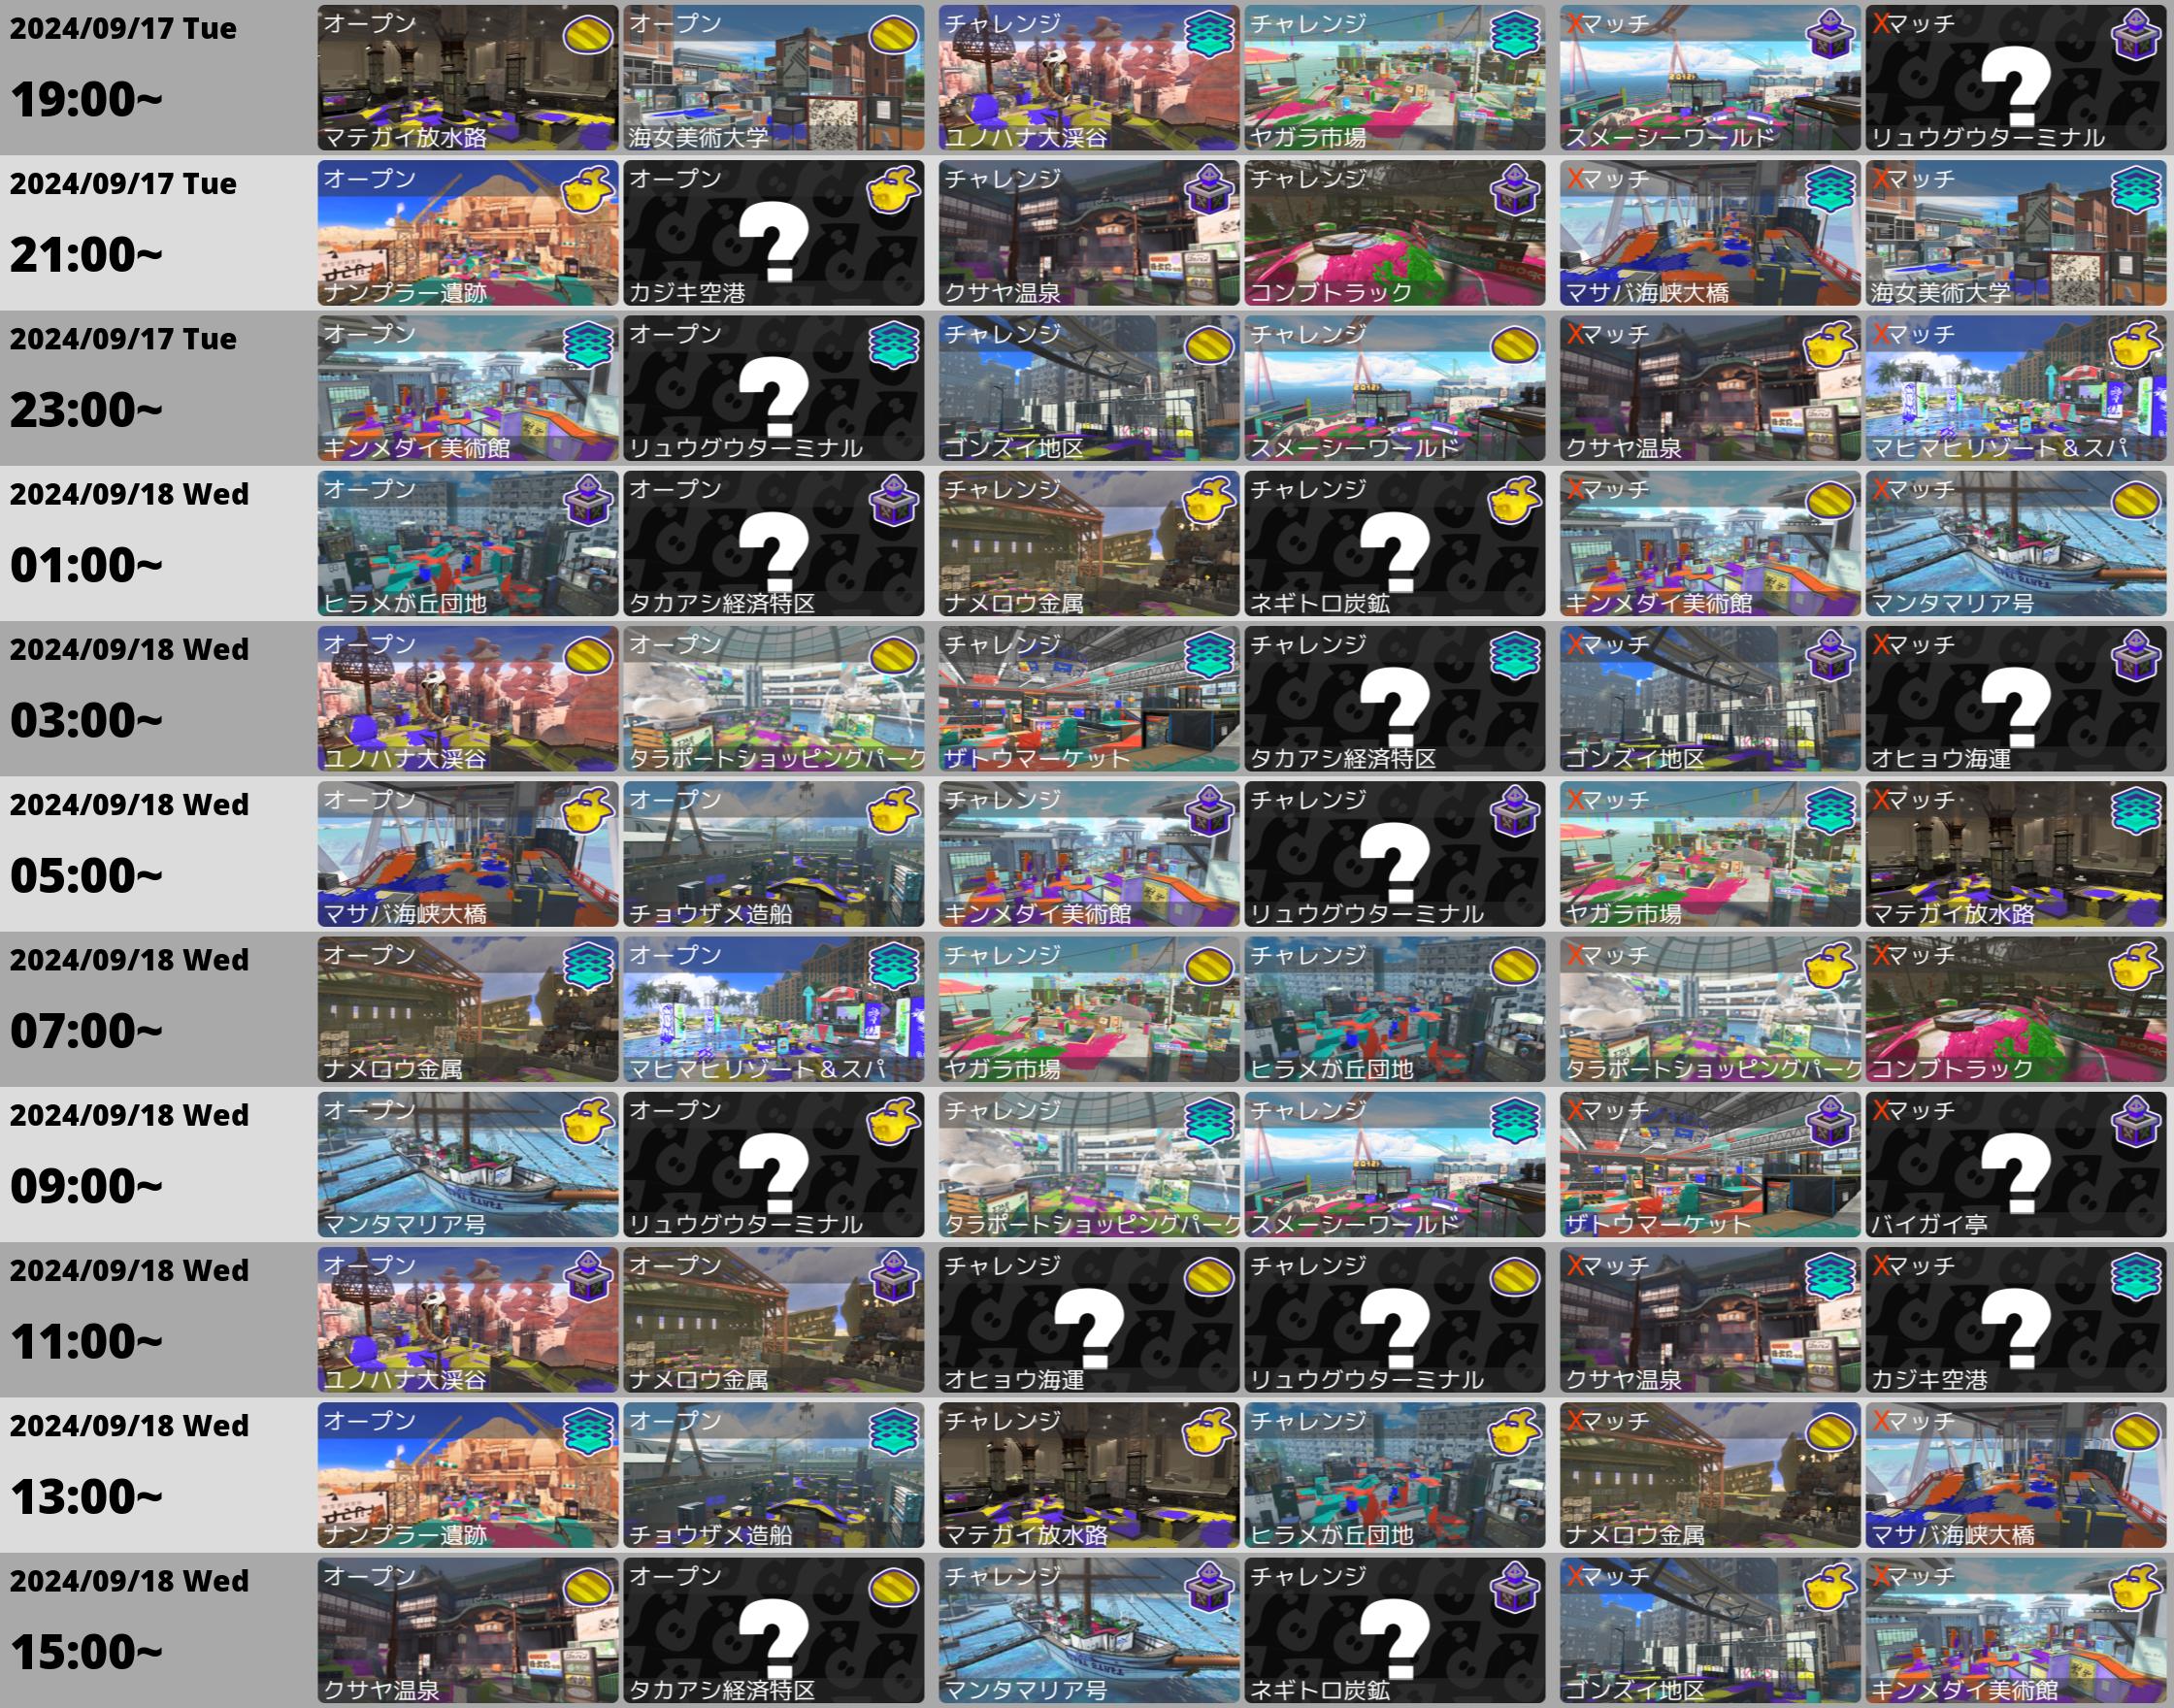 2024/09/17 Tue
19:00~
オープン
マテガイ放水路
オープン
海女美術大学
チャレンジ
ユノハナ大渓谷
チャレンジ
ヤガラ市場
Xマッチ
スメーシーワールド
Xマッチ
?
リュウグウターミナル
2024/09/17 Tue
21:00~
オープン
ナンプラー遺跡
オープン
?
カジキ空港
チャレンジ
クサヤ温泉
チャレンジ
コンブトラック
Xマッチ
マサバ海峡大橋
Xマッチ
海女美術大学
2024/09/17 Tue
23:00~
オープン
キンメダイ美術館
オープン
?
リュウグウターミナル
チャレンジ
ゴンズイ地区
チャレンジ
スメーシーワールド
Xマッチ
クサヤ温泉
Xマッチ
マヒマヒリゾート&スパ
2024/09/18 Wed
01:00~
オープン
ヒラメが丘団地
オープン
?
タカアシ経済特区
チャレンジ
ナメロウ金属
チャレンジ
?
ネギトロ炭鉱
Xマッチ
キンメダイ美術館
Xマッチ
マンタマリア号
2024/09/18 Wed
03:00~
オープン
ユノハナ大渓谷
オープン
タラポートショッピングパーク
チャレンジ
ザトウマーケット
チャレンジ
?
タカアシ経済特区
Xマッチ
ゴンズイ地区
Xマッチ
?
オヒョウ海運
2024/09/18 Wed
05:00~
オープン
マサバ海峡大橋
オープン
チョウザメ造船
チャレンジ
キンメダイ美術館
チャレンジ
?
リュウグウターミナル
Xマッチ
ヤガラ市場
Xマッチ
マテガイ放水路
2024/09/18 Wed
07:00~
オープン
ナメロウ金属
オープン
マヒマヒリゾート&スパ
チャレンジ
ヤガラ市場
チャレンジ
ヒラメが丘団地
Xマッチ
タラポートショッピングパーク
Xマッチ
コンブトラック
2024/09/18 Wed
09:00~
オープン
マンタマリア号
オープン
?
リュウグウターミナル
チャレンジ
タラポートショッピングパーク
チャレンジ
スメーシーワールド
Xマッチ
ザトウマーケット
Xマッチ
?
バイガイ亭
2024/09/18 Wed
11:00~
オープン
ユノハナ大渓谷
オープン
ナメロウ金属
チャレンジ
?
オヒョウ海運
チャレンジ
?
リュウグウターミナル
Xマッチ
クサヤ温泉
Xマッチ
?
カジキ空港
2024/09/18 Wed
13:00~
オープン
ナンプラー遺跡
オープン
チョウザメ造船
チャレンジ
マテガイ放水路
チャレンジ
ヒラメが丘団地
Xマッチ
ナメロウ金属
Xマッチ
マサバ海峡大橋
2024/09/18 Wed
15:00~
オープン
クサヤ温泉
オープン
?
タカアシ経済特区
チャレンジ
マンタマリア号
チャレンジ
?
ネギトロ炭鉱
Xマッチ
ゴンズイ地区
Xマッチ
キンメダイ美術館